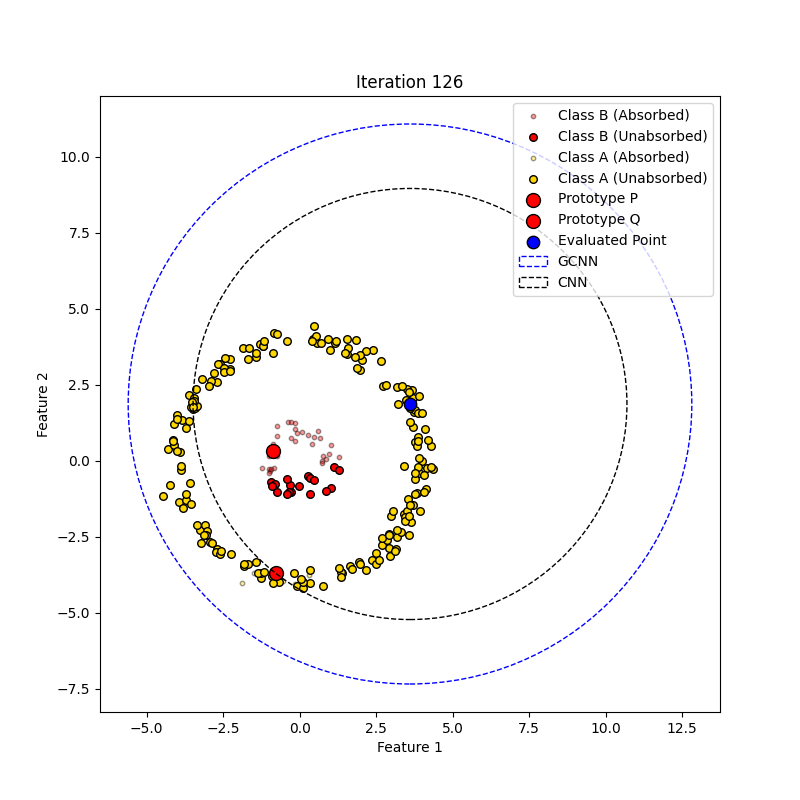 Iteration 126
Class B (Absorbed)
Class B (Unabsorbed)
Class A (Absorbed)
Class A (Unabsorbed)
Prototype P
Prototype Q
Evaluated Point
GCNN
CNN
Feature 2
10.0
7.5
5.0
2.5
0.0
−2.5
−5.0
−7.5
−5.0 −2.5 0.0 2.5 5.0 7.5 10.0 12.5
Feature 1